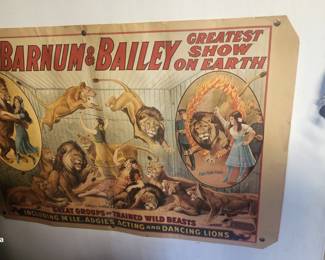 BARNUM & BAILEY
GREATEST
SHOW
ON EARTH
GREAT GROUPS OF TRAINED WILD BEASTS
INCLUDING M'LLE. ADGIE'S ACTING AND DANCING LIONS